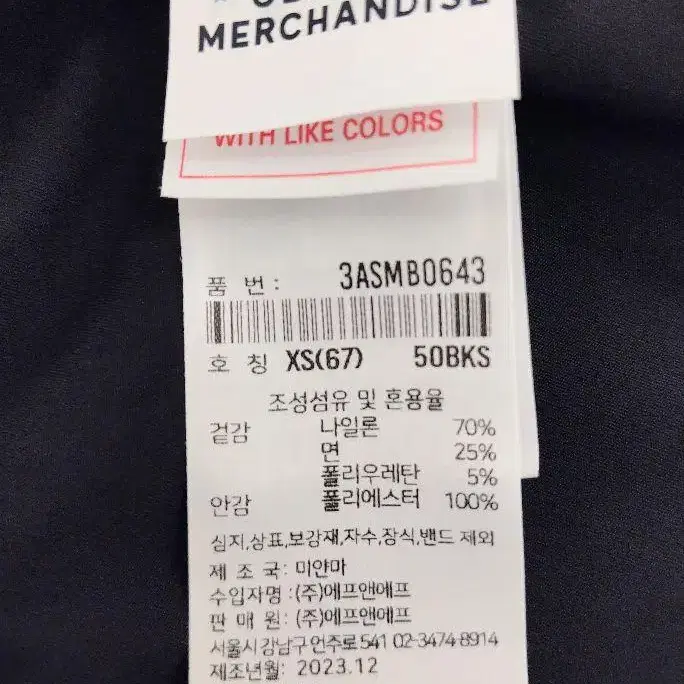 MERCHANDISE
WITH LIKE COLORS
품 번 : 3ASMB0643
호 칭 XS(67) 50BKS
조성섬유 및 혼용율
겉감 나일론 70%
면 25%
폴리우레탄 5%
안감 폴리에스터 100%
심지,상표,보강재,자수,장식,밴드 제외
제 조 국 : 미얀마
수입자명 : (주)에프앤에프
판 매 원 : (주)에프앤에프
서울시 강남구 언주로 541 02-3474-8914
제조년월: 2023.12